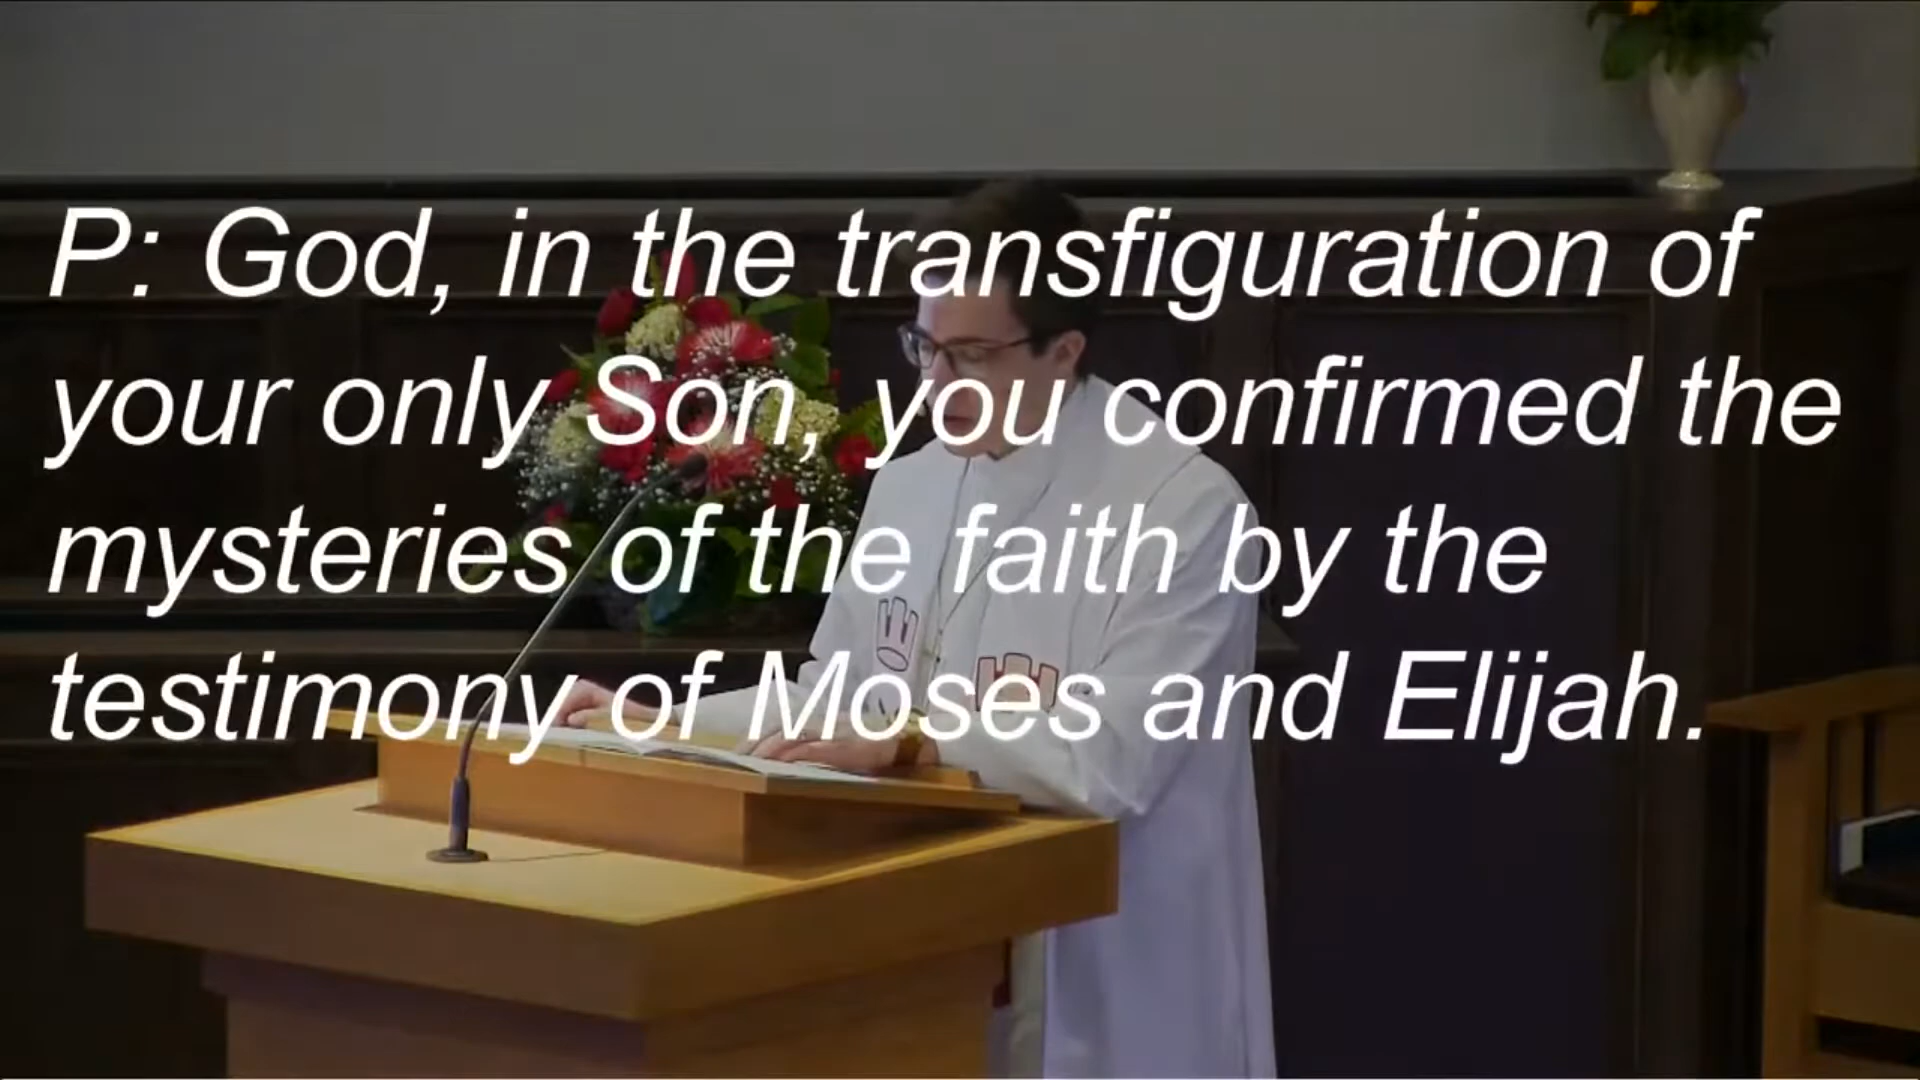 P: God, in the transfiguration of
your only Son, you confirmed the
mysteries of the faith by the
testimony of Moses and Elijah.